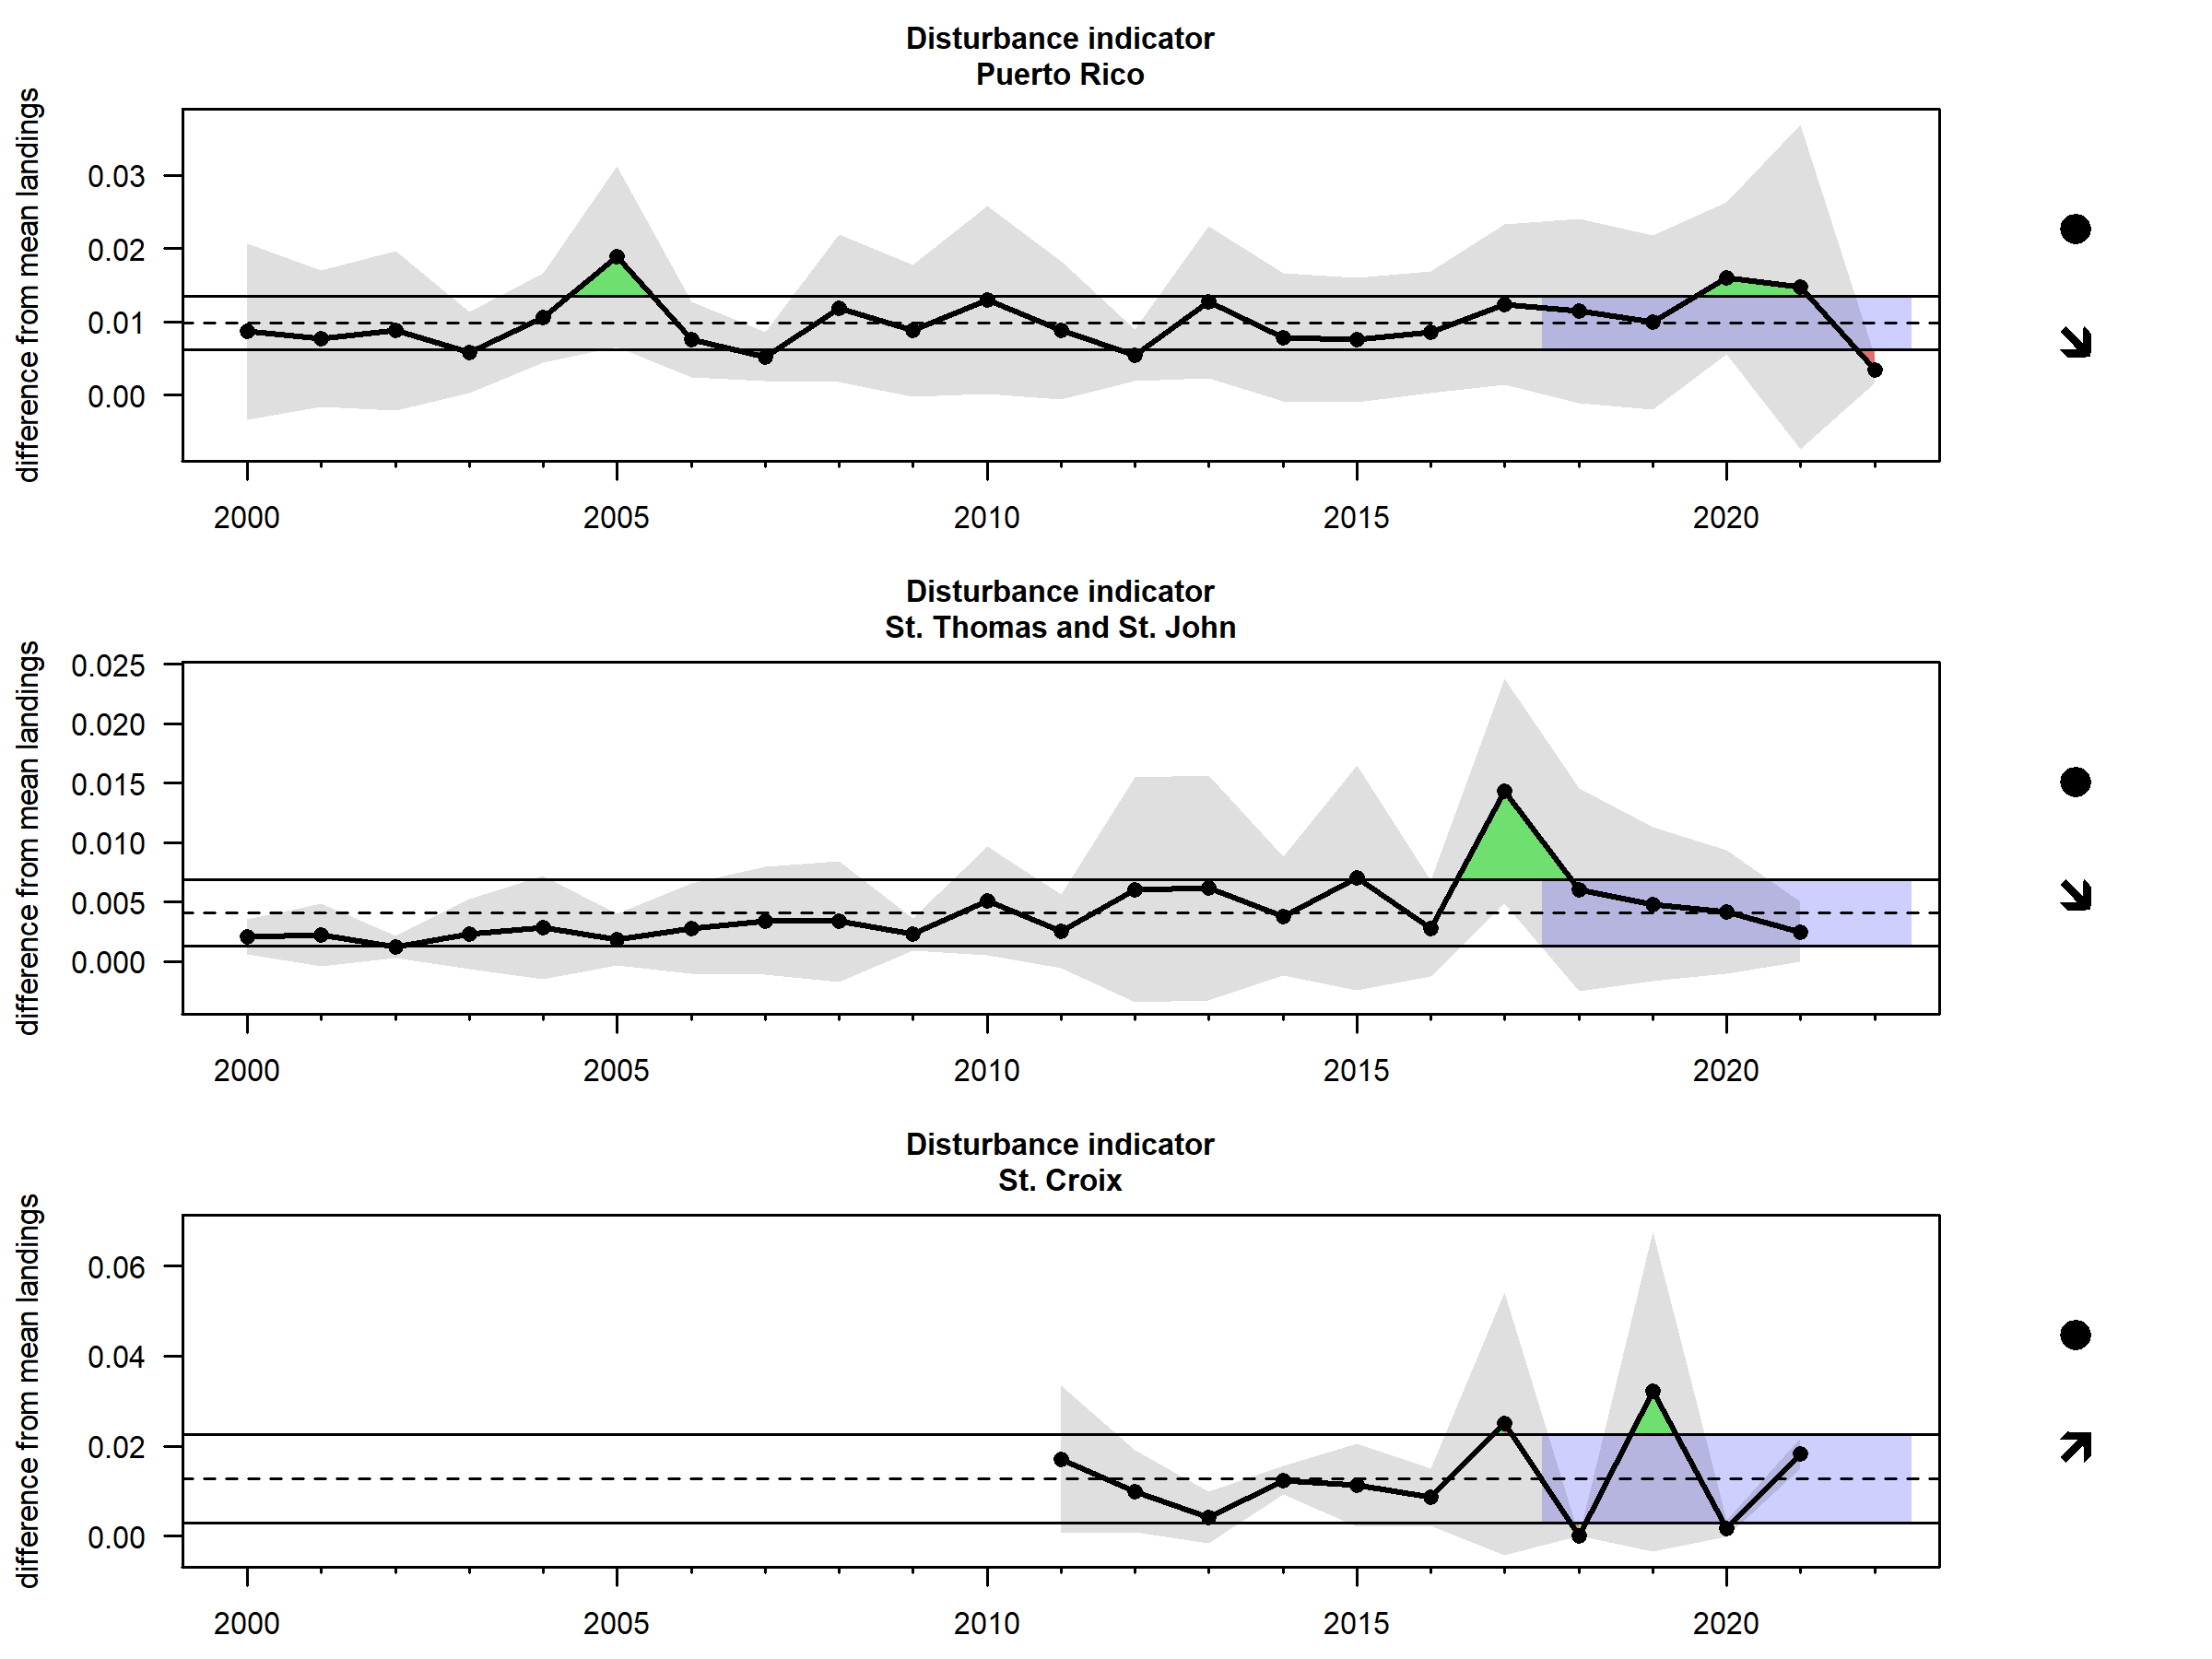 Disturbance indicator
Puerto Rico
difference from mean landings
0.03
0.02
0.01
0.00
2000 2005 2010 2015 2020
Disturbance indicator
St. Thomas and St. John
difference from mean landings
0.025
0.020
0.015
0.010
0.005
0.000
2000 2005 2010 2015 2020
Disturbance indicator
St. Croix
difference from mean landings
0.06
0.04
0.02
0.00
2000 2005 2010 2015 2020